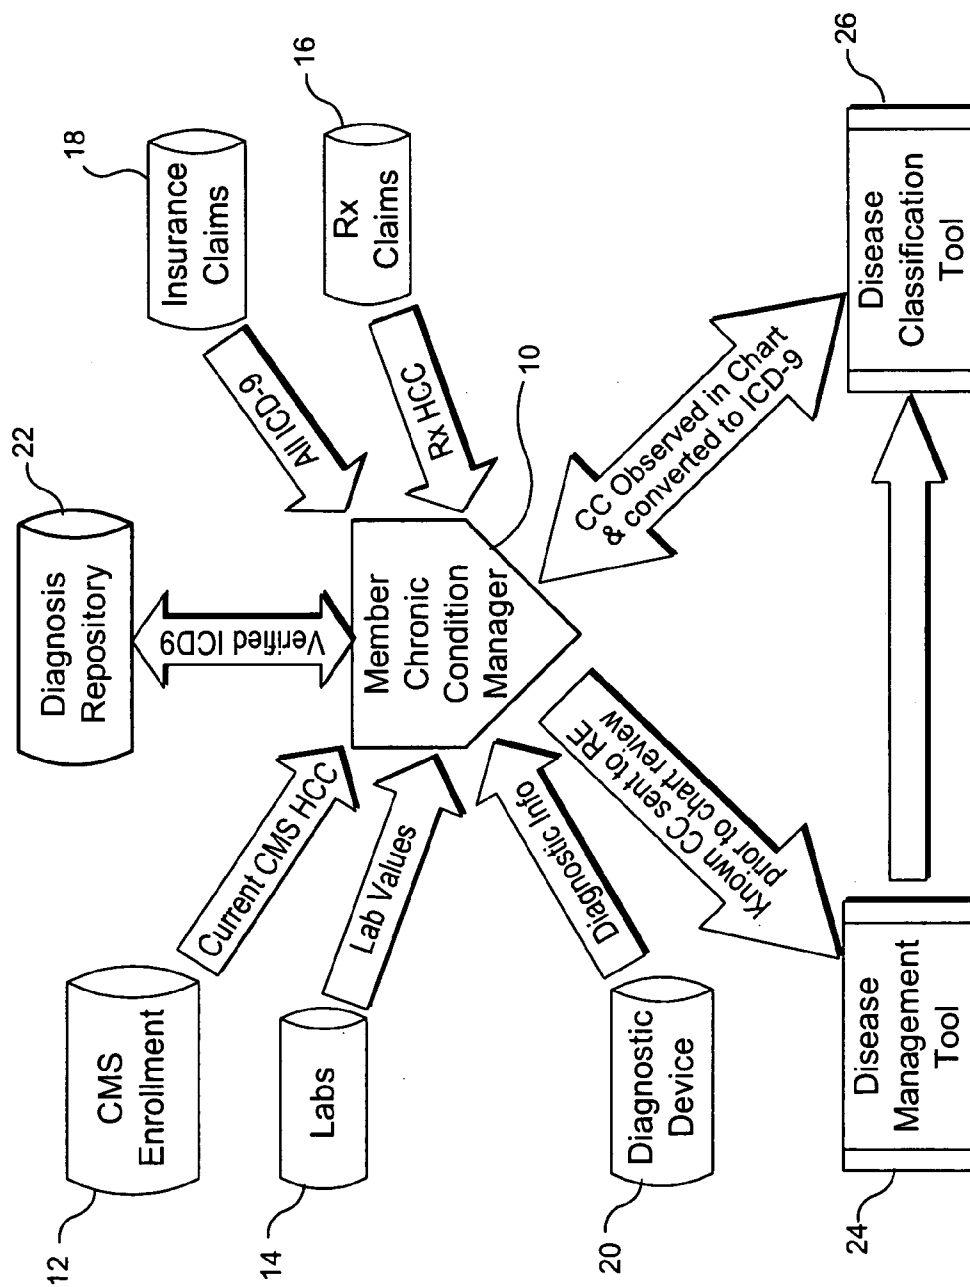 12
CMS
Enrollment
Current CMS HCC
22
Diagnosis
Repository
Verified ICD9
18
Insurance
Claims
All ICD-9
14
Labs
Lab Values
16
Rx
Claims
Rx HCC
Member
Chronic
Condition
Manager
10
20
Diagnostic
Device
Diagnostic Info
Known CC sent to RE
prior to chart review
CC Observed in Chart
& converted to ICD-9
24
Disease
Management
Tool
26
Disease
Classification
Tool